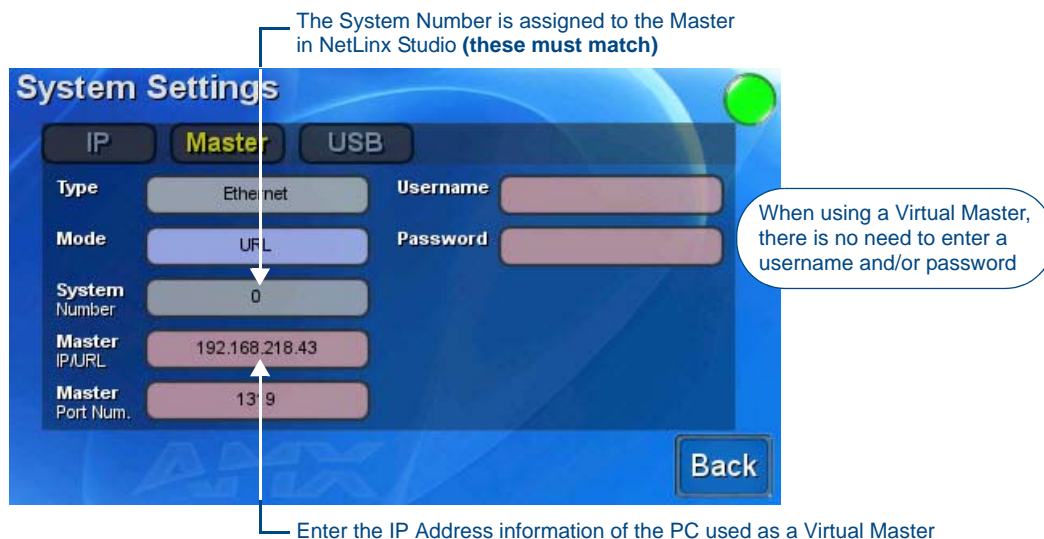 The System Number is assigned to the Master
in NetLinx Studio (these must match)
System Settings
IP Master USB
Type Ethernet Username
Mode URL Password
System
Number 0
Master
IP/URL 192.168.218.43
Master
Port Num. 1319
When using a Virtual Master,
there is no need to enter a
username and/or password
AMX
Back
Enter the IP Address information of the PC used as a Virtual Master